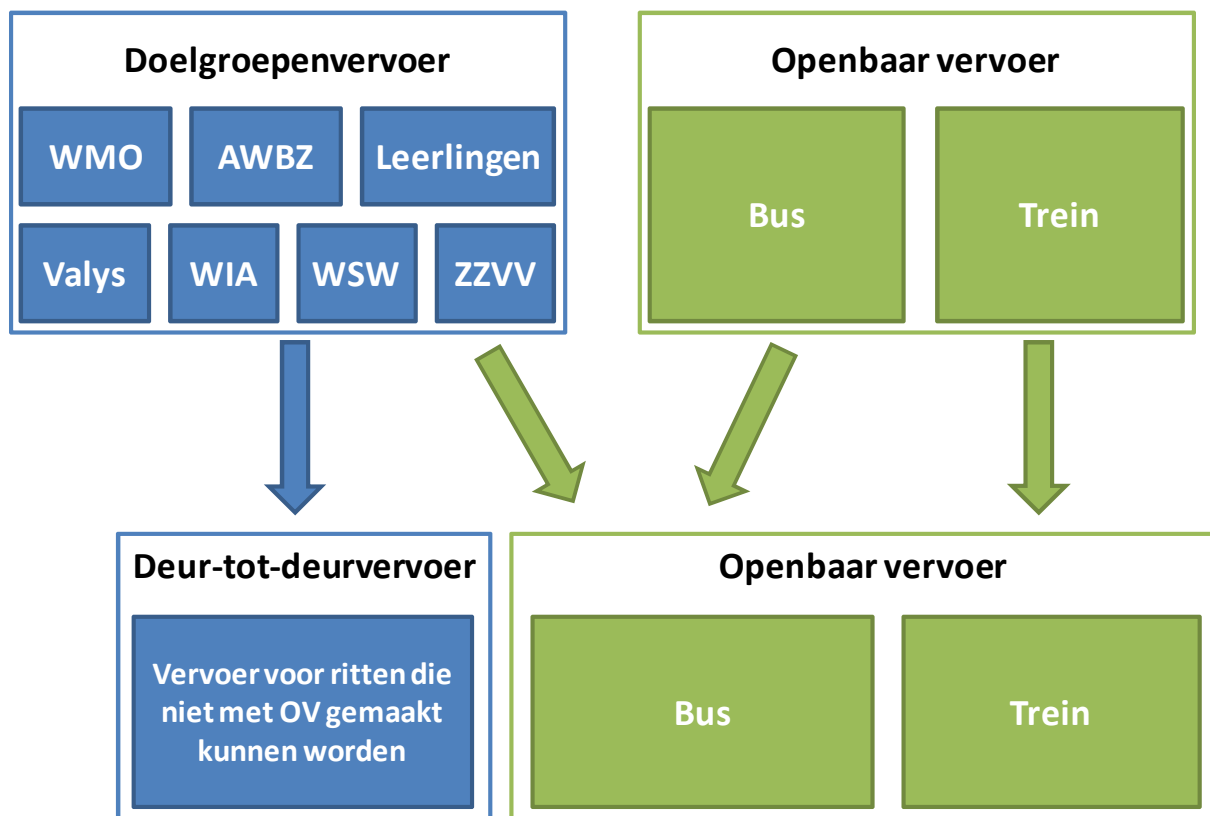 Doelgroepenvervoer
WMO
AWBZ
Leerlingen
Valys
WIA
WSW
ZZVV
Openbaar vervoer
Bus
Trein
Deur-tot-deurvervoer
Vervoer voor ritten die
niet met OV gemaakt
kunnen worden
Openbaar vervoer
Bus
Trein